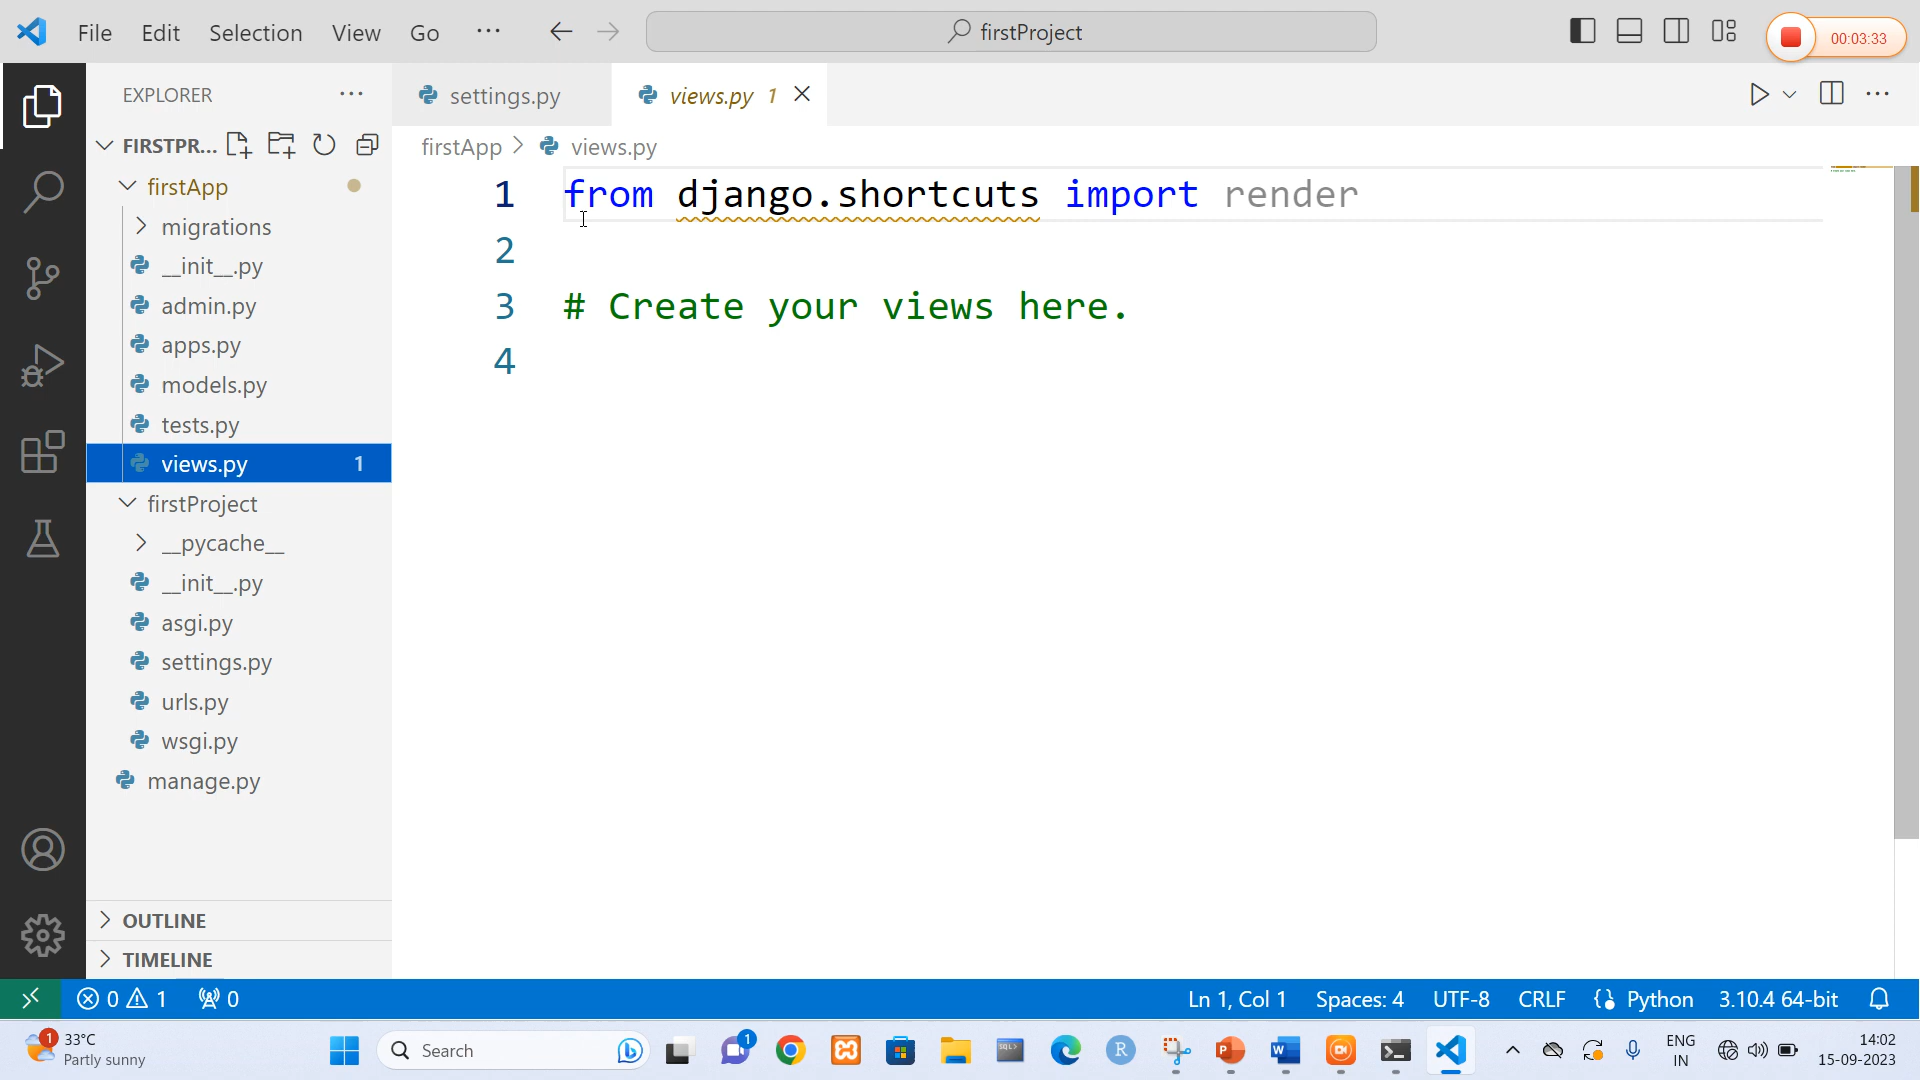 File Edit Selection View Go ···
firstProject
00:03:33
EXPLORER ···
FIRSTPR...
firstApp
migrations
__init__.py
admin.py
apps.py
models.py
tests.py
views.py 1
firstProject
__pycache__
__init__.py
asgi.py
settings.py
urls.py
wsgi.py
manage.py
OUTLINE
TIMELINE
settings.py
views.py 1
firstApp > views.py
1 from django.shortcuts import render
2
3 # Create your views here.
4
0 1 0
Ln 1, Col 1 Spaces: 4 UTF-8 CRLF Python 3.10.4 64-bit
1
33°C
Partly sunny
Search
1
SQL>
R
P
W
ENG
IN
14:02
15-09-2023